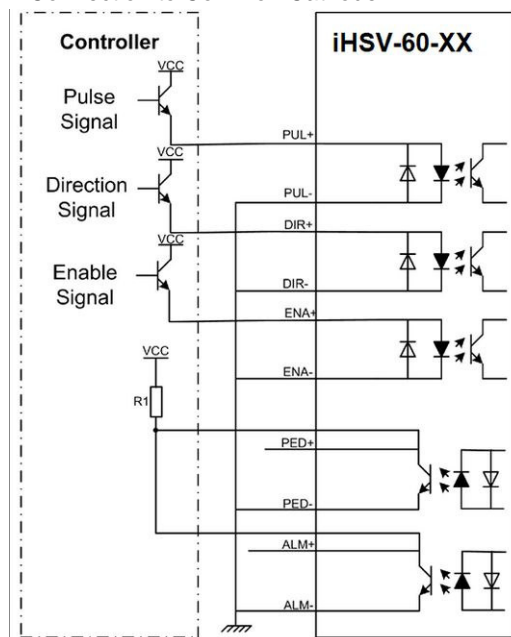 Controller
iHSV-60-XX
VCC
Pulse
Signal
PUL+
VCC
Direction
Signal
PUL-
DIR+
VCC
Enable
Signal
DIR-
ENA+
VCC
ENA-
R1
PED+
PED-
ALM+
ALM-